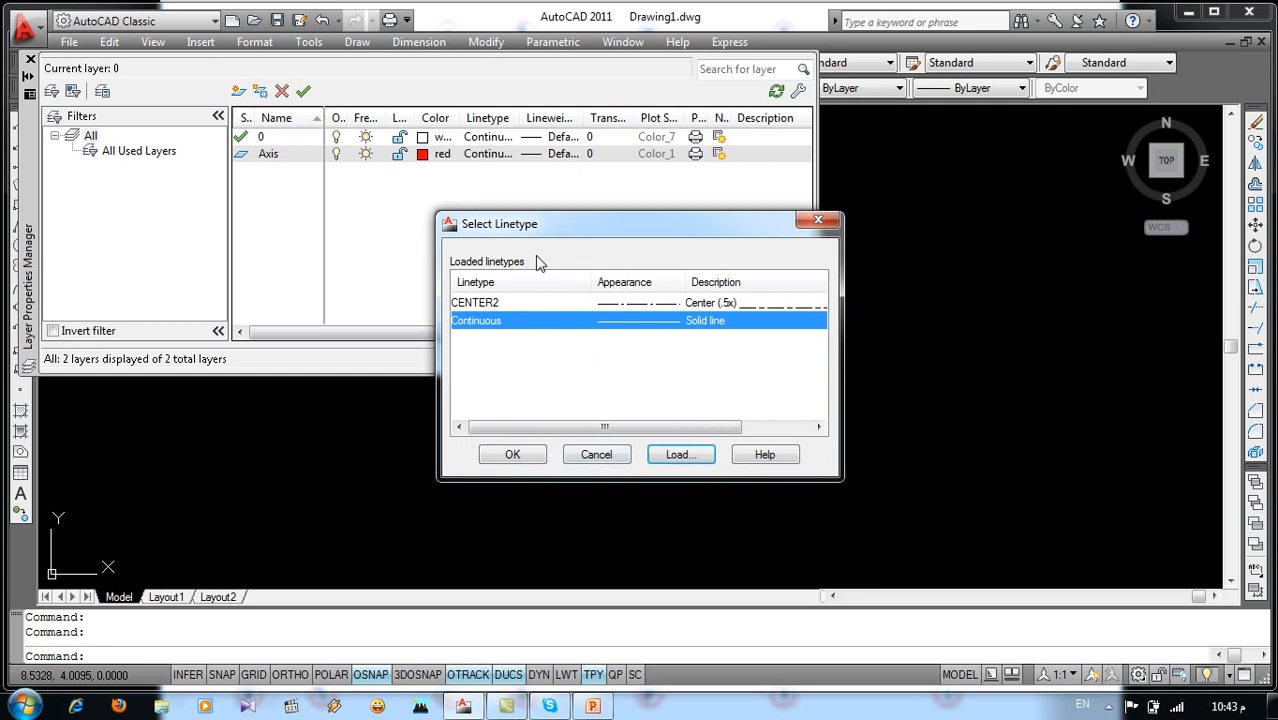 AutoCAD Classic
AutoCAD 2011 Drawing1.dwg
Type a keyword or phrase
File Edit View Insert Format Tools Draw Dimension Modify Parametric Window Help Express
Current layer: 0
Search for layer
ndard Standard Standard
ByLayer ByLayer ByColor
Filters
All
All Used Layers
Invert filter
S.. Name O.. Fre... L... Color Linetype Linewei... Trans... Plot S... P... N.. Description
0 w... Continu... Defa... 0 Color_7
Axis red Continu... Defa... 0 Color_1
All: 2 layers displayed of 2 total layers
Layer Properties Manager
Select Linetype
Loaded linetypes
Linetype Appearance Description
CENTER2 Center (.5x)
Continuous Solid line
OK Cancel Load... Help
N
W TOP E
S
WCS
Y
X
A
ABC
Model Layout1 Layout2
Command:
Command:
Command:
8.5328, 4.0095, 0.0000 INFER SNAP GRID ORTHO POLAR OSNAP 3DOSNAP OTRACK DUCS DYN LWT TPY QP SC MODEL 1:1
EN 10:43 م